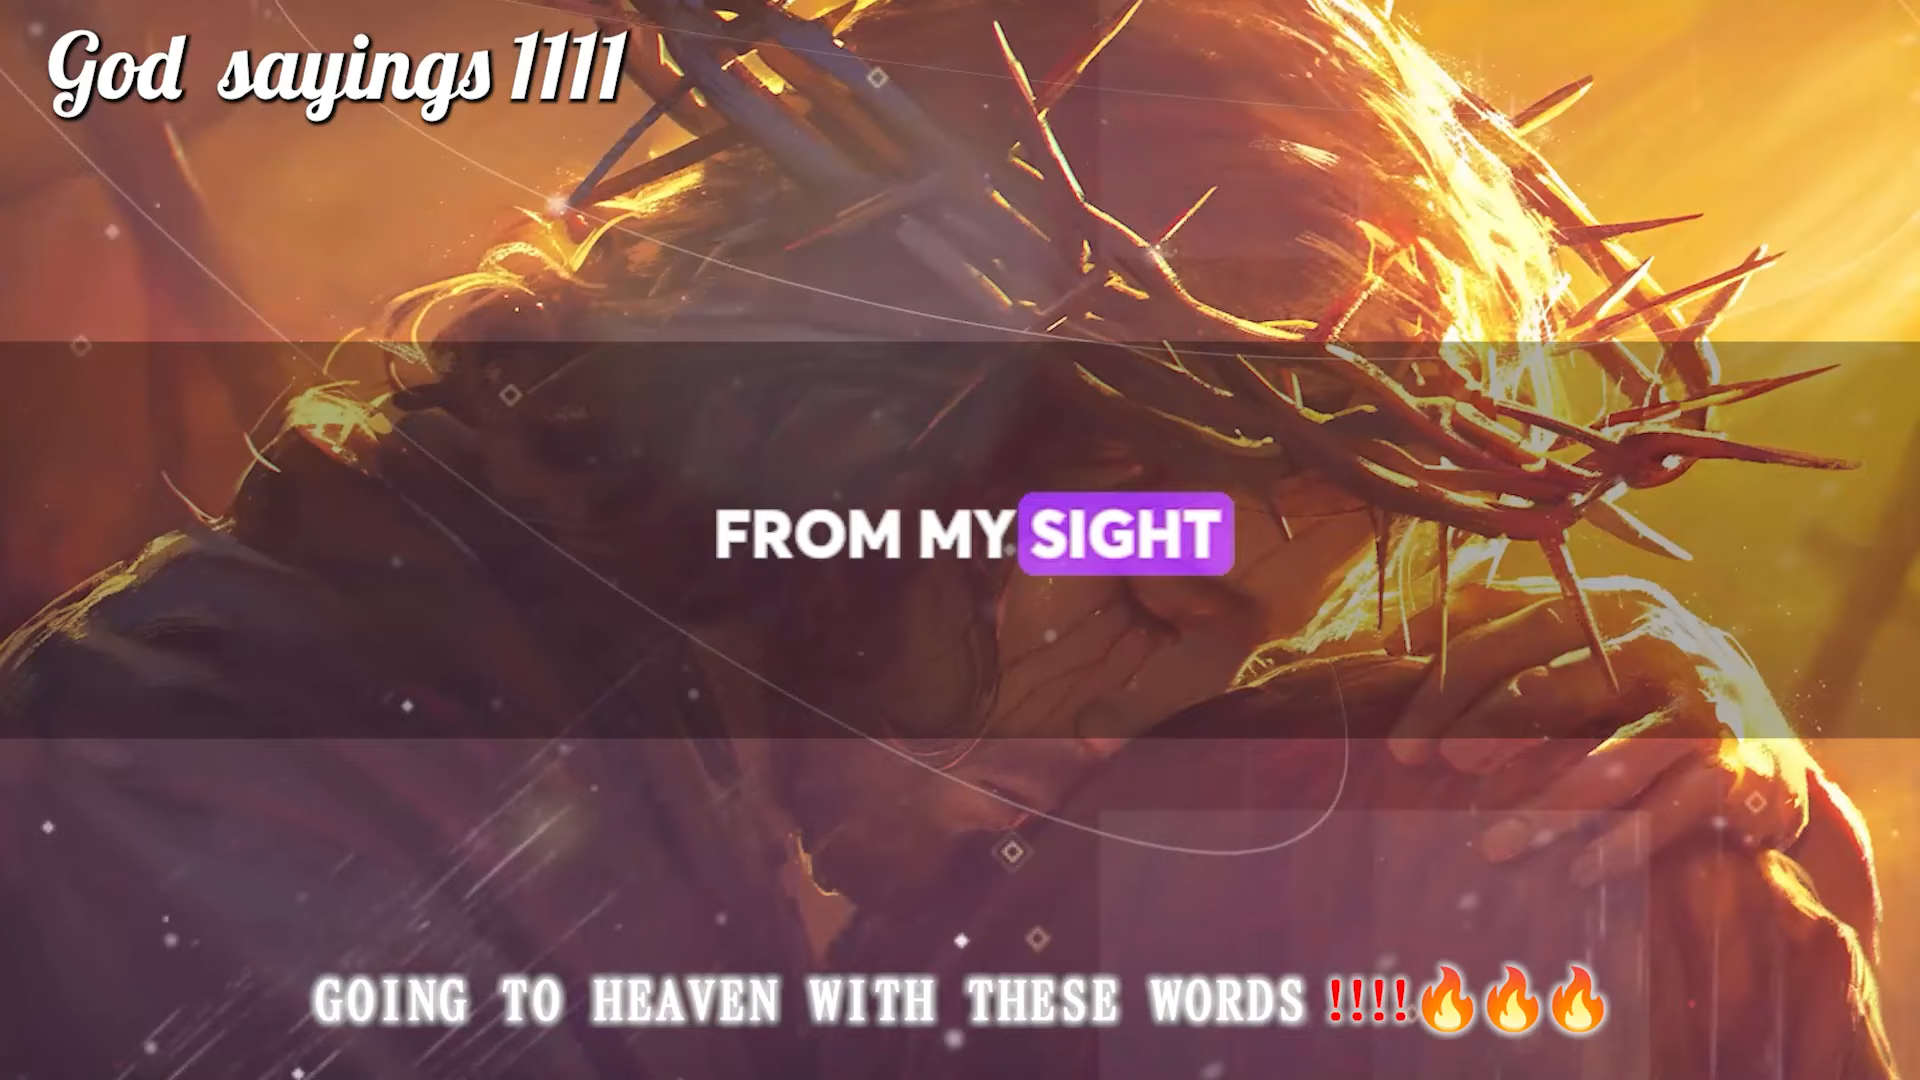 God sayings 1111
FROM MY SIGHT
GOING TO HEAVEN WITH THESE WORDS !!!!🔥🔥🔥